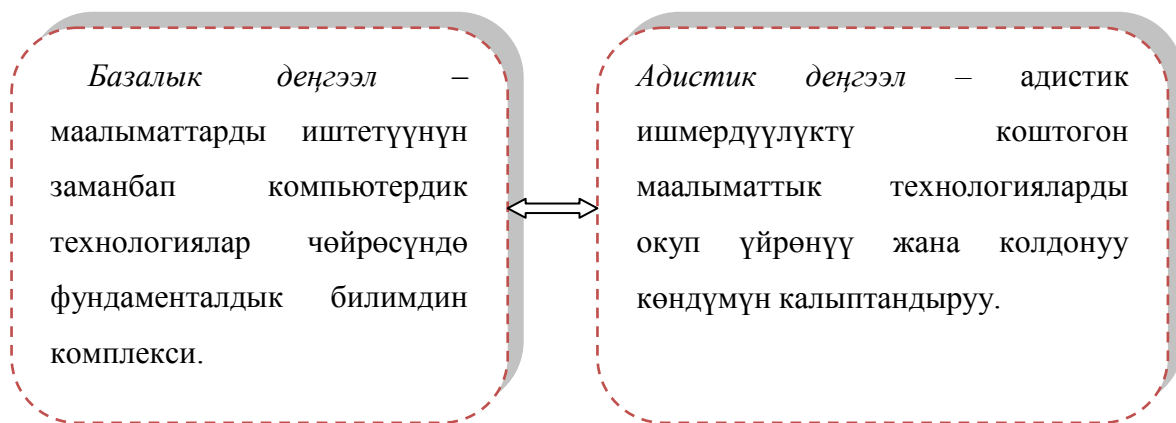 Базалык деңгээл –
маалыматтарды иштетүүнүн
заманбап компьютердик
технологиялар чөйрөсүндө
фундаменталдык билимдин
комплекси.
Адистик деңгээл – адистик
ишмердүүлүктү коштогон
маалыматтык технологияларды
окуп үйрөнүү жана колдонуу
көндүмүн калыптандыруу.